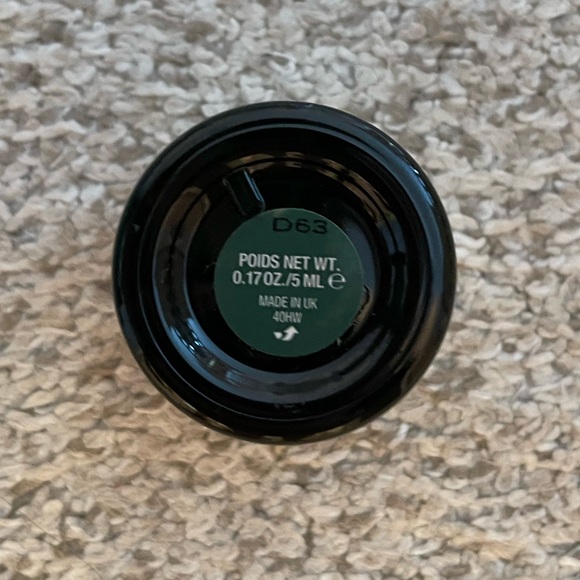 D63
POIDS NET WT.
0.17 OZ./5 ML ℮
MADE IN UK
40HW